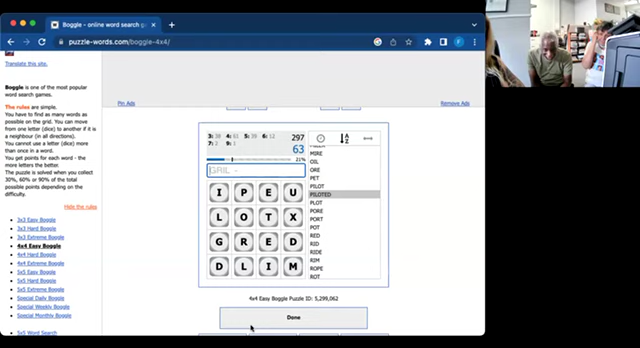 Boggle - online word search g
puzzle-words.com/boggle-4x4/
Translate this site.
Boggle is one of the most popular
word search games.
The rules are simple.
You have to find as many words as
possible on the grid. You can move
from one letter (dice) to another if it is
a neighbour (in all directions).
You cannot use a letter (dice) more
than once in a word.
You get points for each word - the
more letters the better.
The puzzle is solved when you collect
30%, 60% or 90% of the total
possible points depending on the
difficulty.
Hide the rules
3x3 Easy Boggle
3x3 Hard Boggle
3x3 Extreme Boggle
4x4 Easy Boggle
4x4 Hard Boggle
4x4 Extreme Boggle
5x5 Easy Boggle
5x5 Hard Boggle
5x5 Extreme Boggle
Special Daily Boggle
Special Weekly Boggle
Special Monthly Boggle
5x5 Word Search
Pin Ads
Remove Ads
297
63
21%
GRIL -
I P E U
L O T X
G R E D
D L I M
MIRE
OIL
ORE
PET
PILOT
PILOTED
PLOT
PORE
PORT
POT
RED
RID
RIDE
RIM
ROPE
ROT
4x4 Easy Boggle Puzzle ID: 5,299,062
Done